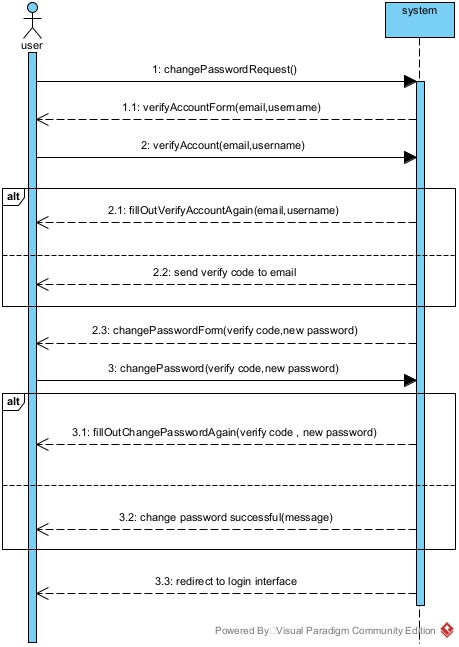 system
user
1: changePasswordRequest()
1.1: verifyAccountForm(email,username)
2: verifyAccount(email,username)
alt
2.1: fillOutVerifyAccountAgain(email,username)
2.2: send verify code to email
2.3: changePasswordForm(verify code,new password)
3: changePassword(verify code,new password)
alt
3.1: fillOutChangePasswordAgain(verify code , new password)
3.2: change password successful(message)
3.3: redirect to login interface
Powered By Visual Paradigm Community Edition